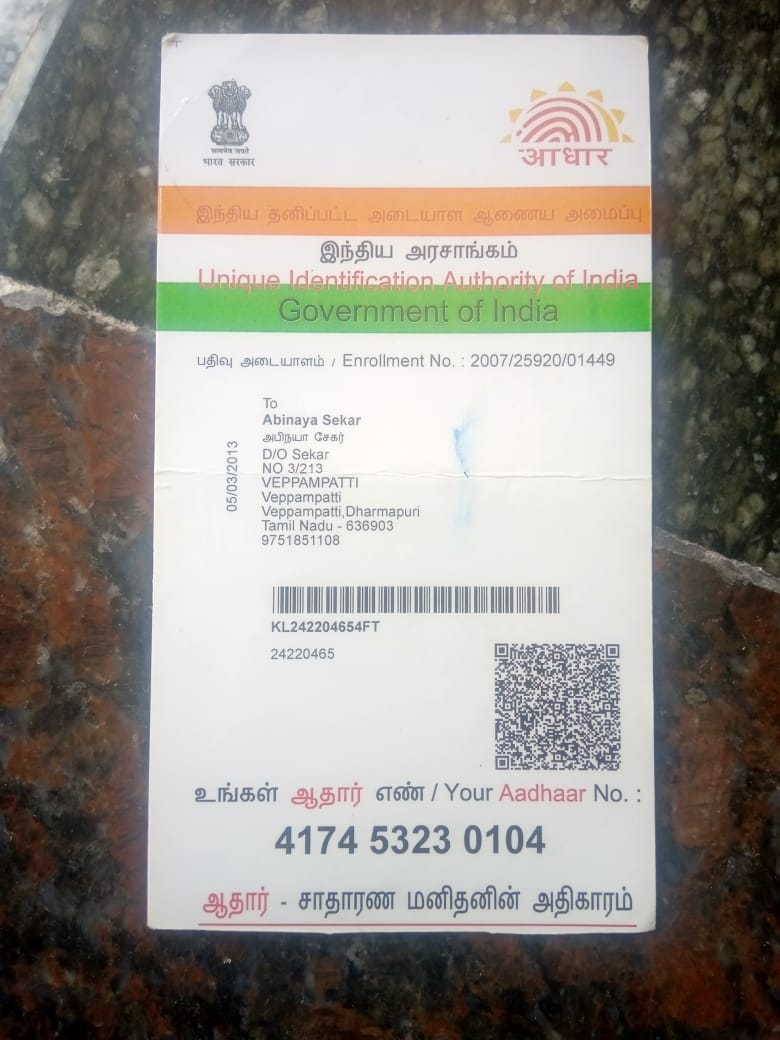 सत्यमेव जयते
भारत सरकार
आधार
இந்திய தனிப்பட்ட அடையாள ஆணைய அமைப்பு
இந்திய அரசாங்கம்
Unique Identification Authority of India
Government of India
பதிவு அடையாளம் / Enrollment No. : 2007/25920/01449
05/03/2013
To
Abinaya Sekar
அபிநயா சேகர்
D/O Sekar
NO 3/213
VEPPAMPATTI
Veppampatti
Veppampatti,Dharmapuri
Tamil Nadu - 636903
9751851108
KL242204654FT
24220465
உங்கள் ஆதார் எண் / Your Aadhaar No. :
4174 5323 0104
ஆதார் - சாதாரண மனிதனின் அதிகாரம்